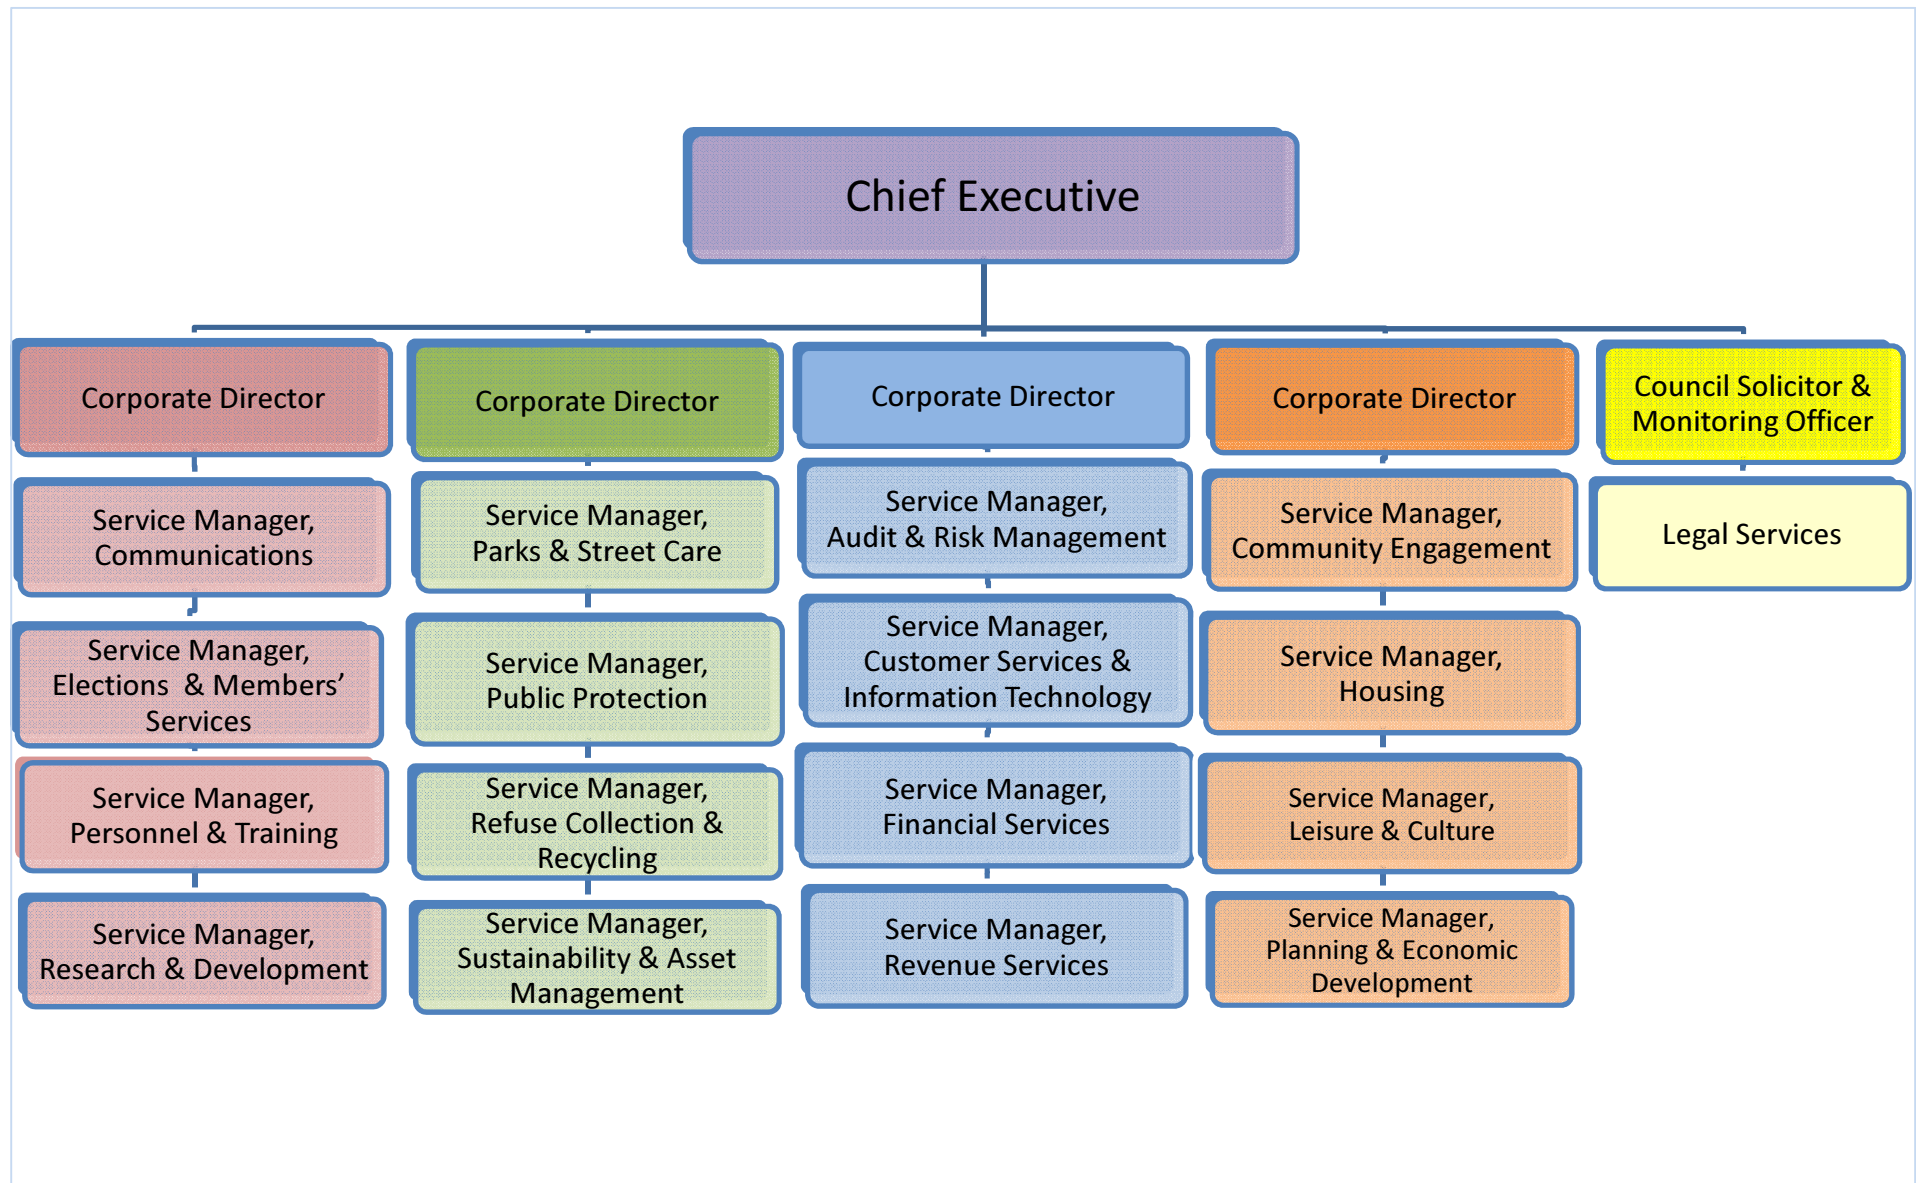 Chief Executive
Corporate Director
Service Manager,
Communications
Service Manager,
Elections  & Members’
Services
Service Manager,
Personnel & Training
Service Manager,
Research & Development
Corporate Director
Service Manager,
Parks & Street Care
Service Manager,
Public Protection
Service Manager,
Refuse Collection &
Recycling
Service Manager,
Sustainability & Asset
Management
Corporate Director
Service Manager,
Audit & Risk Management
Service Manager,
Customer Services &
Information Technology
Service Manager,
Financial Services
Service Manager,
Revenue Services
Corporate Director
Service Manager,
Community Engagement
Service Manager,
Housing
Service Manager,
Leisure & Culture
Service Manager,
Planning & Economic
Development
Council Solicitor &
Monitoring Officer
Legal Services